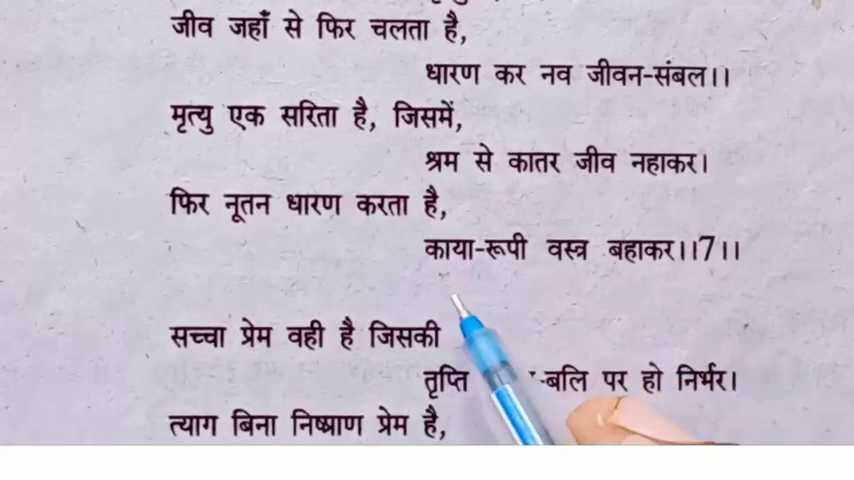 जीव जहाँ से फिर चलता है,
धारण कर नव जीवन-संबल।।
मृत्यु एक सरिता है, जिसमें,
श्रम से कातर जीव नहाकर।
फिर नूतन धारण करता है,
काया-रूपी वस्त्र बहाकर।।7।।
सच्चा प्रेम वही है जिसकी
तृप्ति -बलि पर हो निर्भर।
त्याग बिना निष्प्राण प्रेम है,